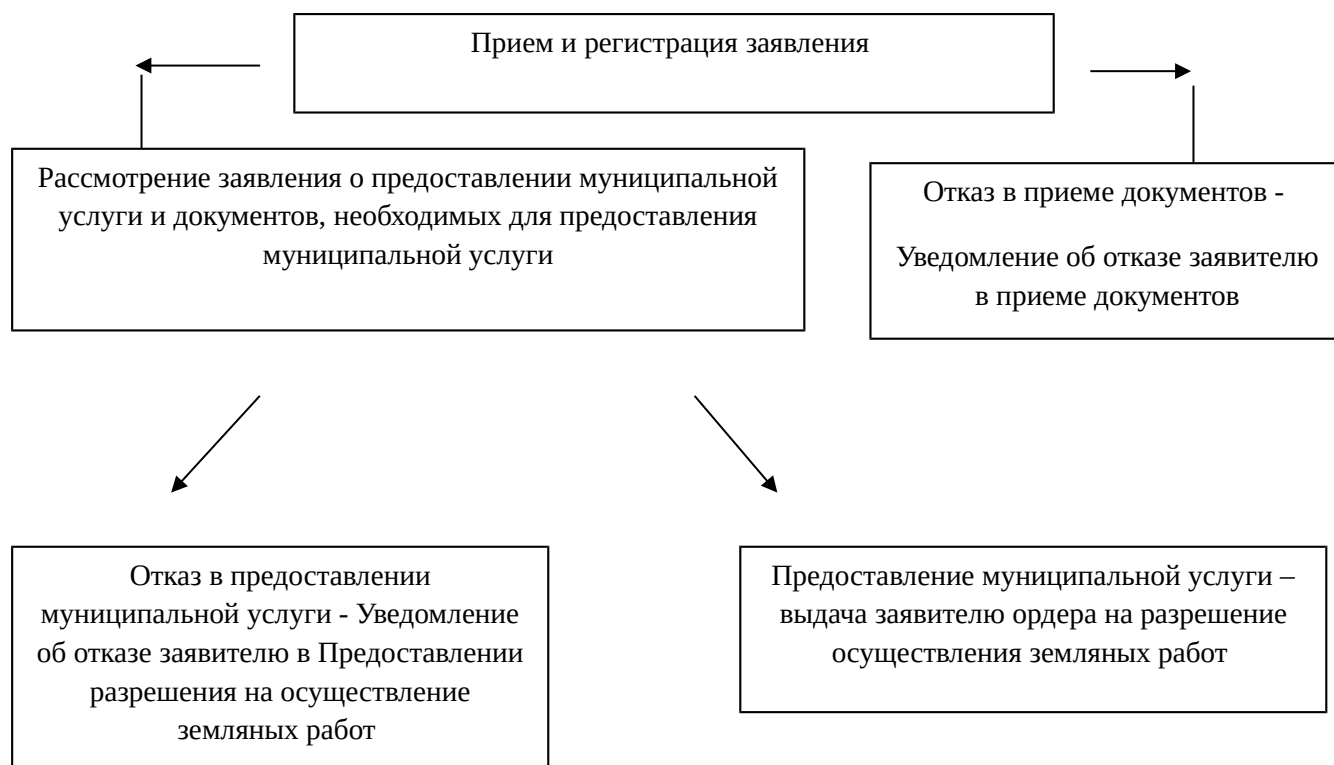 Прием и регистрация заявления
Рассмотрение заявления о предоставлении муниципальной
услуги и документов, необходимых для предоставления
муниципальной услуги
Отказ в приеме документов -
Уведомление об отказе заявителю
в приеме документов
Отказ в предоставлении
муниципальной услуги - Уведомление
об отказе заявителю в Предоставлении
разрешения на осуществление
земляных работ
Предоставление муниципальной услуги –
выдача заявителю ордера на разрешение
осуществления земляных работ